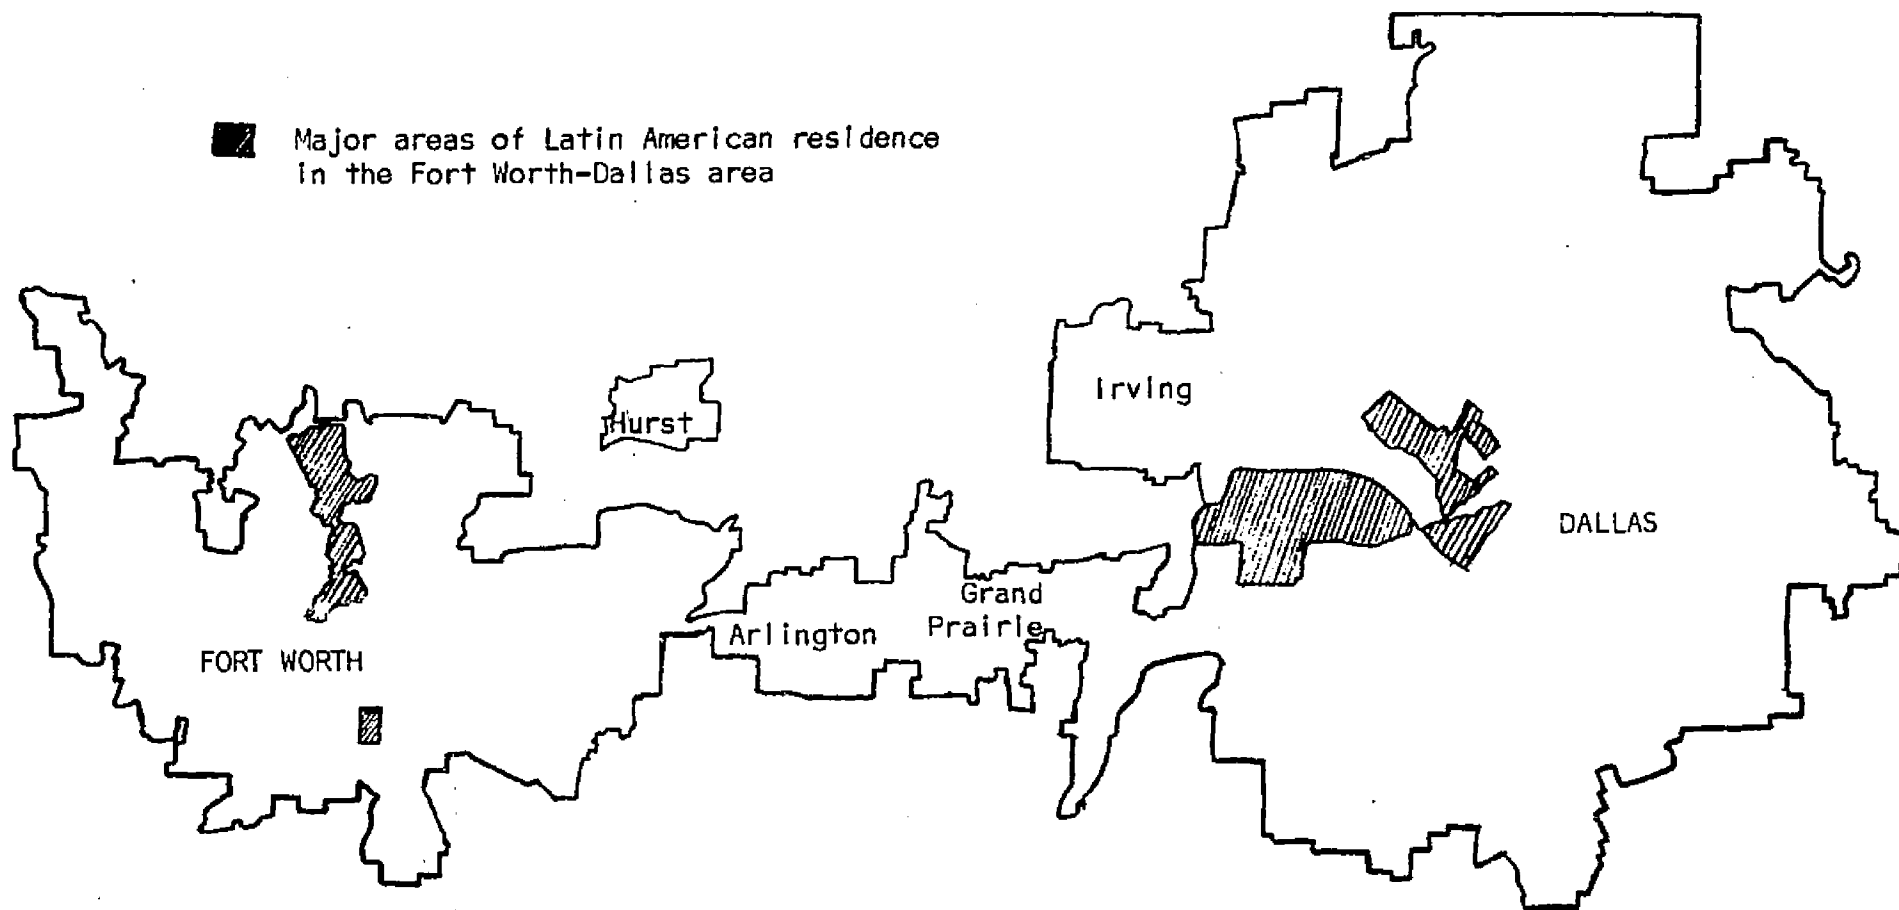 Major areas of Latin American residence
in the Fort Worth-Dallas area
Irving
Hurst
DALLAS
Grand
Prairie
Arlington
FORT WORTH